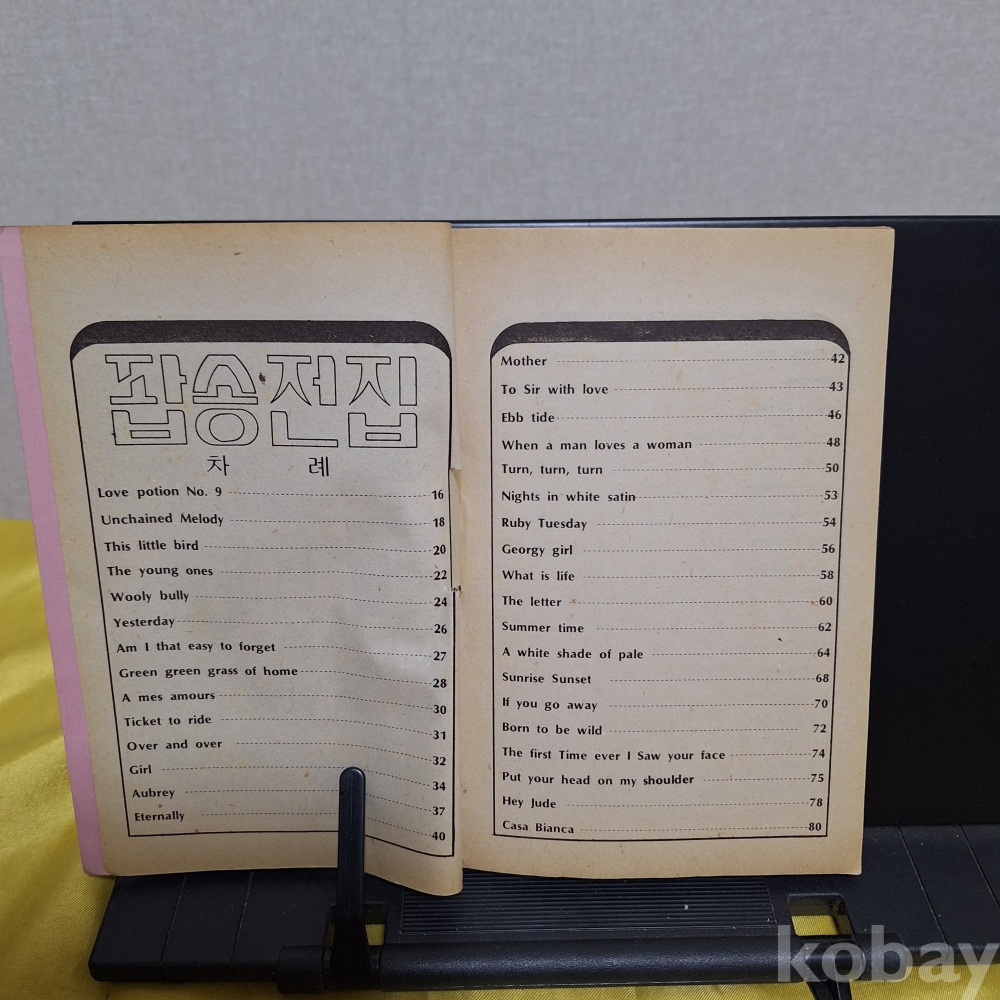 팝송전집
차 례
Love potion No. 9 16
Unchained Melody 18
This little bird 20
The young ones 22
Wooly bully 24
Yesterday 26
Am I that easy to forget 27
Green green grass of home 28
A mes amours 30
Ticket to ride 31
Over and over 32
Girl 34
Aubrey 37
Eternally 40
Mother 42
To Sir with love 43
Ebb tide 46
When a man loves a woman 48
Turn, turn, turn 50
Nights in white satin 53
Ruby Tuesday 54
Georgy girl 56
What is life 58
The letter 60
Summer time 62
A white shade of pale 64
Sunrise Sunset 68
If you go away 70
Born to be wild 72
The first Time ever I Saw your face 74
Put your head on my shoulder 75
Hey Jude 78
Casa Bianca 80
kobay